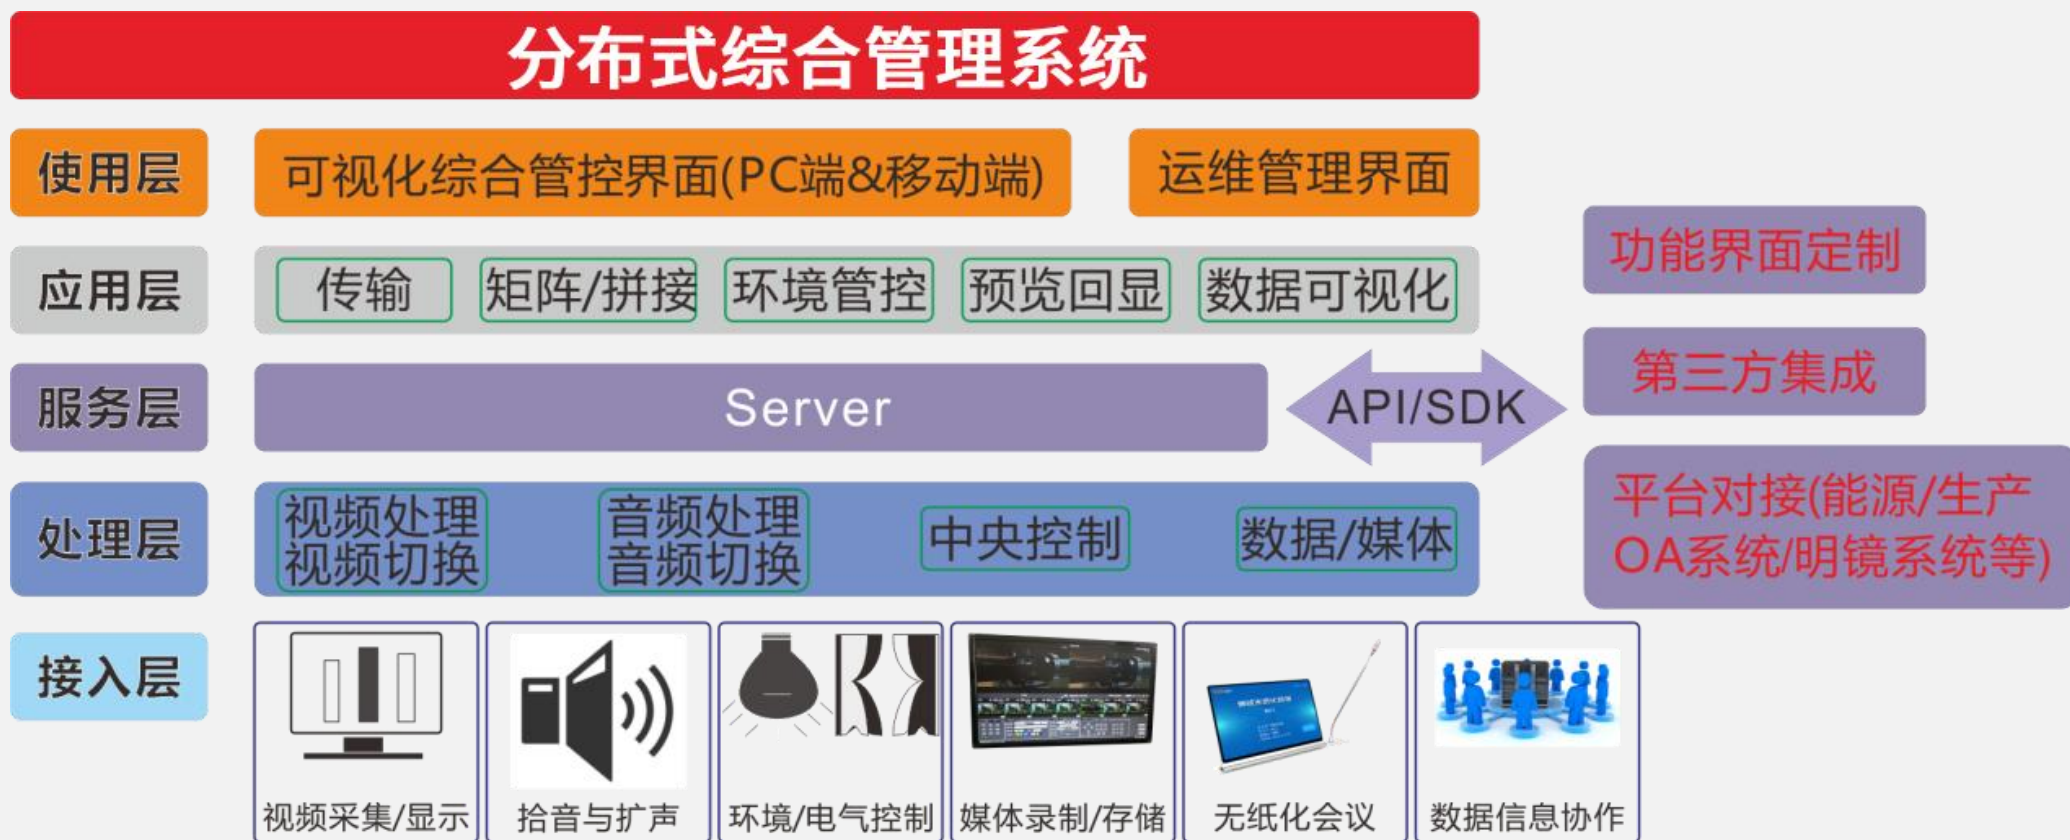 分布式综合管理系统
使用层
可视化综合管控界面(PC端&移动端)
运维管理界面
应用层
传输
矩阵/拼接
环境管控
预览回显
数据可视化
功能界面定制
服务层
Server
API/SDK
第三方集成
处理层
视频处理
视频切换
音频处理
音频切换
中央控制
数据/媒体
平台对接(能源/生产
OA系统/明镜系统等)
接入层
视频采集/显示
拾音与扩声
环境/电气控制
媒体录制/存储
无纸化会议
数据信息协作